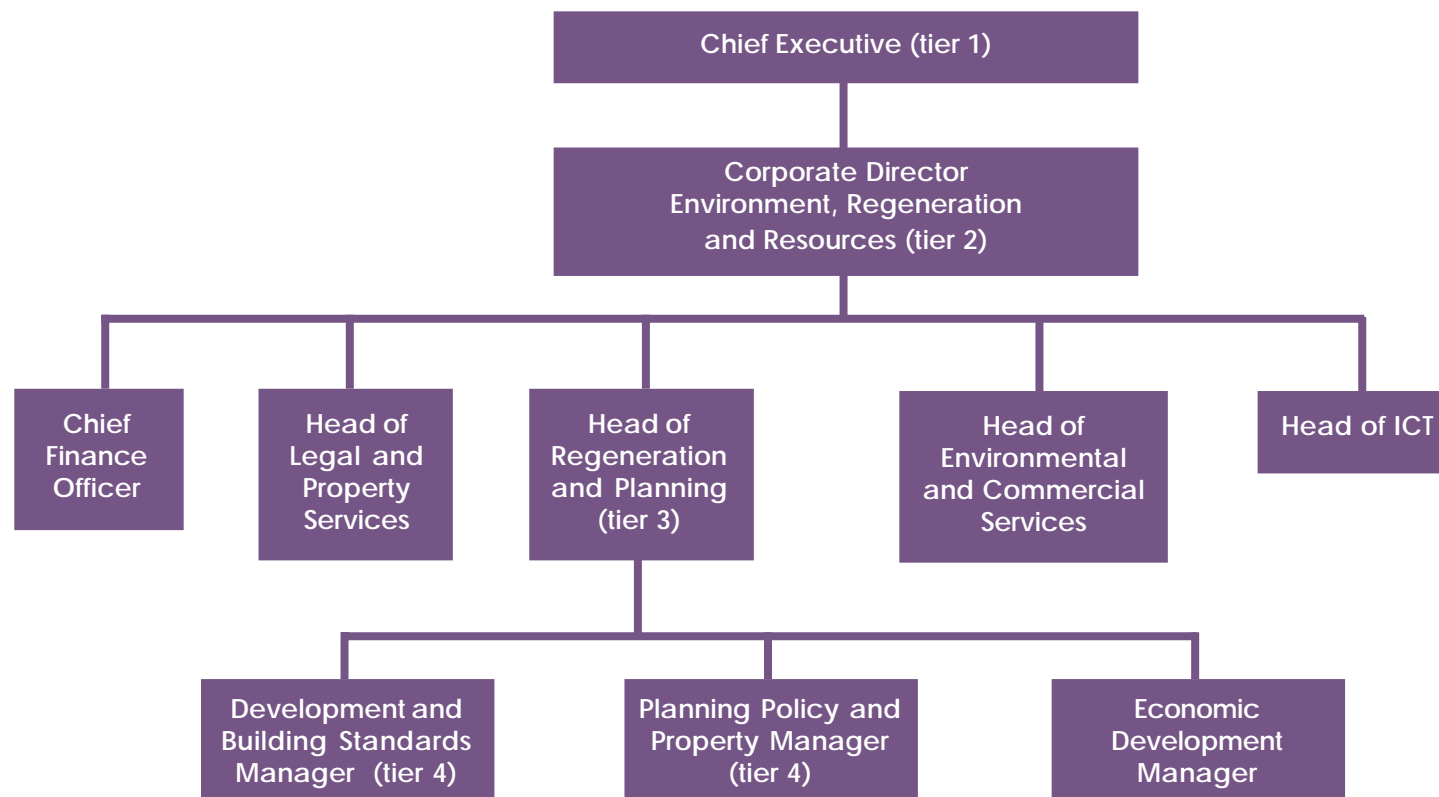 Chief Executive (tier 1)
Corporate Director
Environment, Regeneration
and Resources (tier 2)
Chief
Finance
Officer
Head of
Legal and
Property
Services
Head of
Regeneration
and Planning
(tier 3)
Head of
Environmental
and Commercial
Services
Head of ICT
Development and
Building Standards
Manager (tier 4)
Planning Policy and
Property Manager
(tier 4)
Economic
Development
Manager